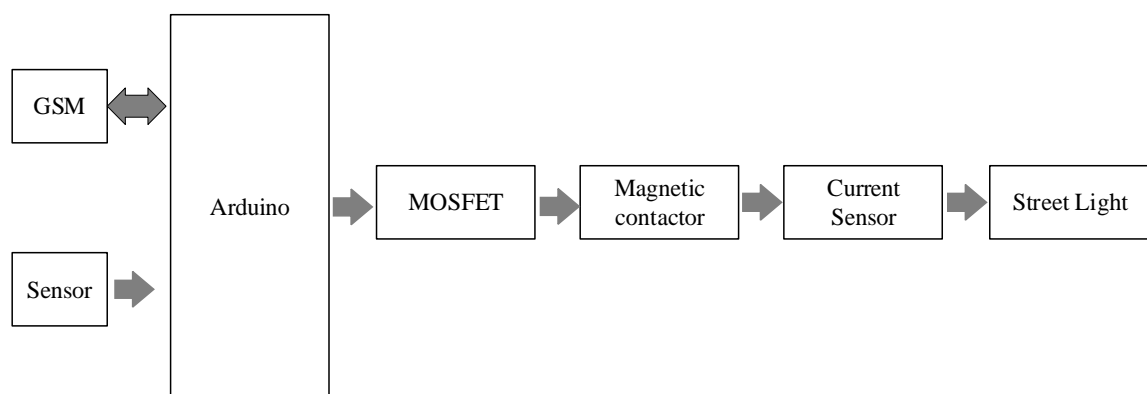 GSM
Sensor
Arduino
MOSFET
Magnetic
contactor
Current
Sensor
Street Light